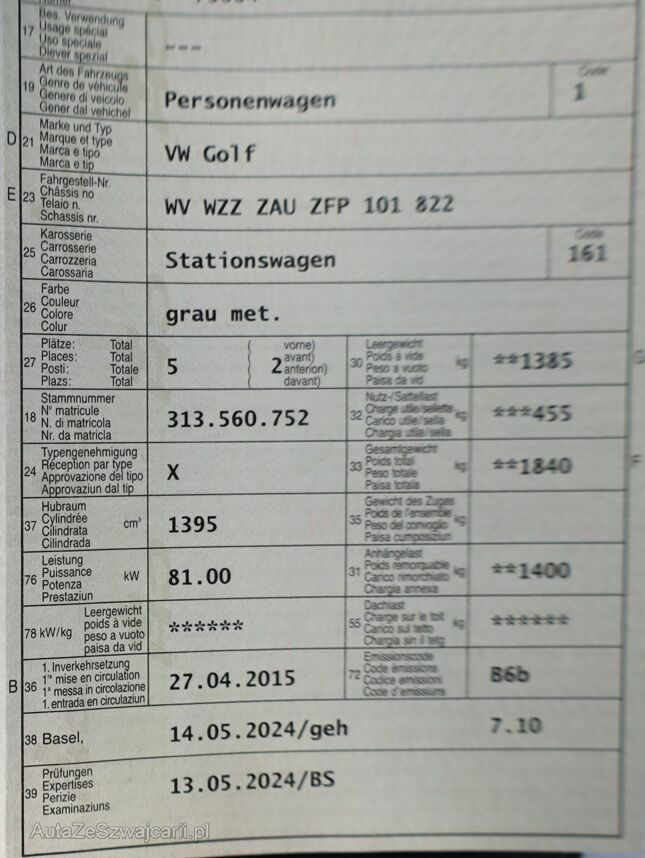 17 Bes. Verwendung
Usage spécial
Uso speciale
Diever spezial
---
19 Art des Fahrzeugs
Genre de véhicule
Genere di veicolo
Gener dal vehichel
Personenwagen
Code
1
D 21 Marke und Typ
Marque et type
Marca e tipo
Marca e tip
VW Golf
E 23 Fahrgestell-Nr.
Châssis no
Telaio n.
Schassis nr.
WV WZZ ZAU ZFP 101 822
25 Karosserie
Carrosserie
Carrozzeria
Carossaria
Stationswagen
Code
161
26 Farbe
Couleur
Colore
Colur
grau met.
27 Plätze: Total
Places: Total
Posti: Totale
Plazs: Total
5
( vorne)
( avant)
( 2 anterion)
( davant)
30 Leergewicht
Poids à vide
Peso a vuoto
Paisa da vid
kg
**1385
G
18 Stammnummer
N° matricule
N. di matricola
Nr. da matricla
313.560.752
32 Nutz-/Sattellast
Charge utile/sellette
Carico utile/sella
Chargia utila/sella
kg
***455
24 Typengenehmigung
Réception par type
Approvazione del tipo
Approvaziun dal tip
X
33 Gesamtgewicht
Poids total
Peso totale
Paisa totala
kg
**1840
F
37 Hubraum
Cylindrée
Cilindrata
Cilindrada
cm³
1395
35 Gewicht des Zuges
Poids de l'ensemble
Peso del convoglio
Paisa cumposiziun
kg
76 Leistung
Puissance
Potenza
Prestaziun
kW
81.00
31 Anhängelast
Poids remorquable
Carico rimorchiato
Chargia annexa
kg
**1400
78 kW/kg
Leergewicht
poids à vide
peso a vuoto
paisa da vid
******
55 Dachlast
Charge sur le toit
Carico sul tetto
Chargia sin il tetg
kg
******
B 36 1. Inverkehrsetzung
1re mise en circulation
1a messa in circolazione
1. entrada en circulaziun
27.04.2015
72 Emissionscode
Code émissions
Codice emissioni
Code d'emissiuns
B6b
38 Basel,
14.05.2024/geh
7.10
39 Prüfungen
Expertises
Perizie
Examinaziuns
13.05.2024/BS
AutaZeSzwajcarii.pl